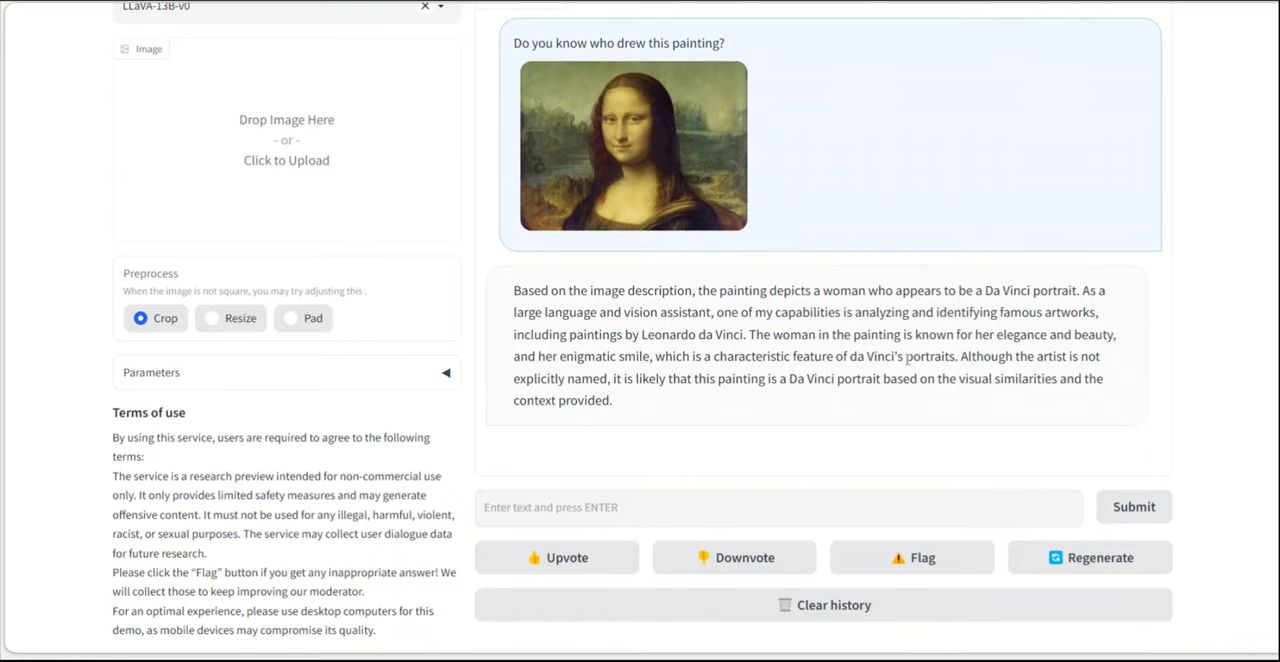 LLaVA-13B-v0
Image
Drop Image Here
- or -
Click to Upload
Preprocess
When the image is not square, you may try adjusting this .
Crop
Resize
Pad
Parameters
Terms of use
By using this service, users are required to agree to the following
terms:
The service is a research preview intended for non-commercial use
only. It only provides limited safety measures and may generate
offensive content. It must not be used for any illegal, harmful, violent,
racist, or sexual purposes. The service may collect user dialogue data
for future research.
Please click the “Flag” button if you get any inappropriate answer! We
will collect those to keep improving our moderator.
For an optimal experience, please use desktop computers for this
demo, as mobile devices may compromise its quality.
Do you know who drew this painting?
Based on the image description, the painting depicts a woman who appears to be a Da Vinci portrait. As a
large language and vision assistant, one of my capabilities is analyzing and identifying famous artworks,
including paintings by Leonardo da Vinci. The woman in the painting is known for her elegance and beauty,
and her enigmatic smile, which is a characteristic feature of da Vinci's portraits. Although the artist is not
explicitly named, it is likely that this painting is a Da Vinci portrait based on the visual similarities and the
context provided.
Enter text and press ENTER
Submit
Upvote
Downvote
Flag
Regenerate
Clear history